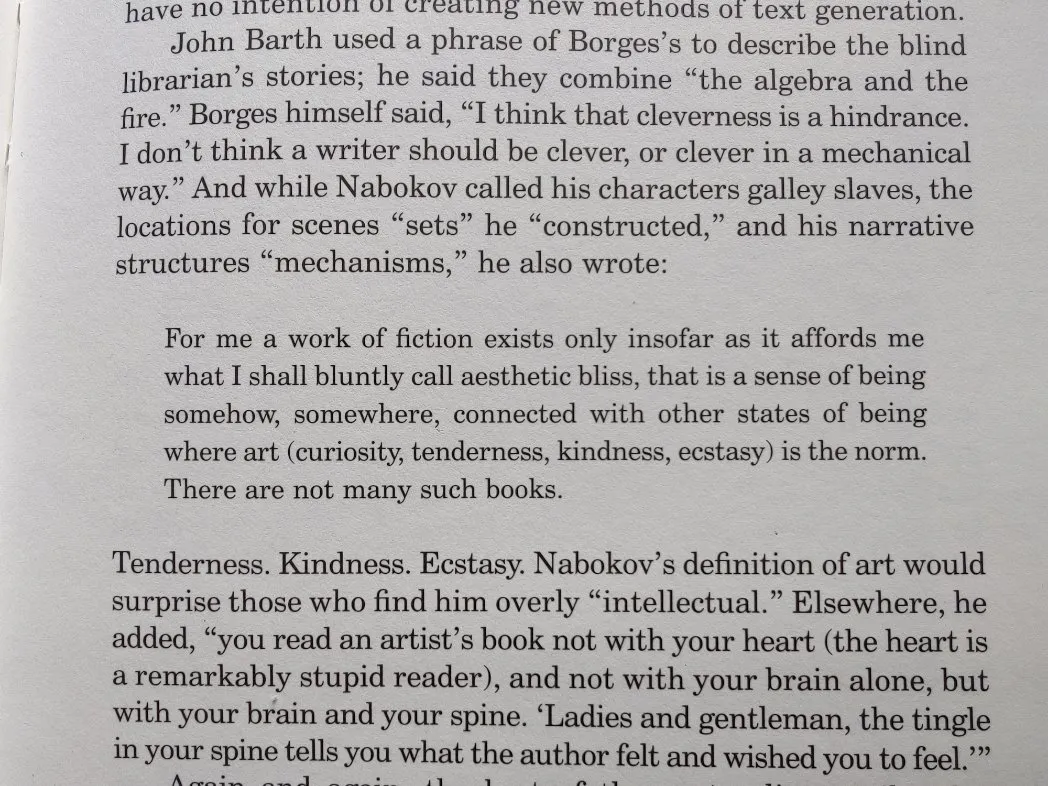 have no intention of creating new methods of text generation.
John Barth used a phrase of Borges’s to describe the blind
librarian’s stories; he said they combine “the algebra and the
fire.” Borges himself said, “I think that cleverness is a hindrance.
I don’t think a writer should be clever, or clever in a mechanical
way.” And while Nabokov called his characters galley slaves, the
locations for scenes “sets” he “constructed,” and his narrative
structures “mechanisms,” he also wrote:
For me a work of fiction exists only insofar as it affords me
what I shall bluntly call aesthetic bliss, that is a sense of being
somehow, somewhere, connected with other states of being
where art (curiosity, tenderness, kindness, ecstasy) is the norm.
There are not many such books.
Tenderness. Kindness. Ecstasy. Nabokov’s definition of art would
surprise those who find him overly “intellectual.” Elsewhere, he
added, “you read an artist’s book not with your heart (the heart is
a remarkably stupid reader), and not with your brain alone, but
with your brain and your spine. ‘Ladies and gentleman, the tingle
in your spine tells you what the author felt and wished you to feel.’”
Again and again, the